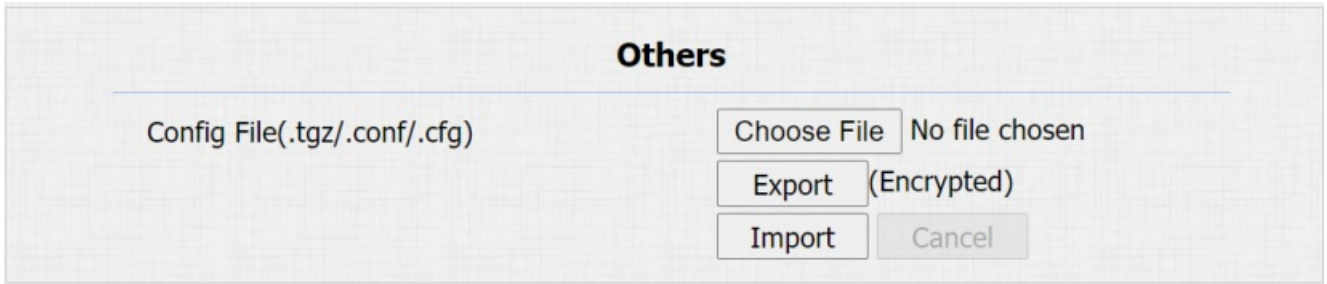 Others
Config File(.tgz/.conf/.cfg) Choose File No file chosen
Export (Encrypted)
Import Cancel